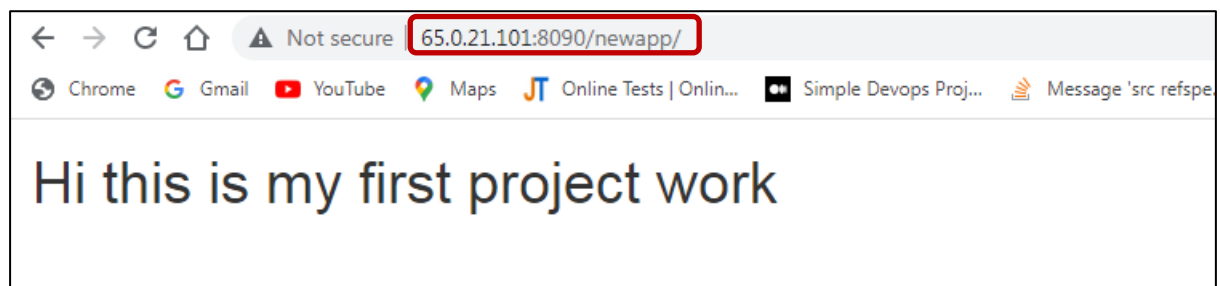 Not secure 65.0.21.101:8090/newapp/
Chrome Gmail YouTube Maps Online Tests | Onlin... Simple Devops Proj... Message 'src refspe.
Hi this is my first project work